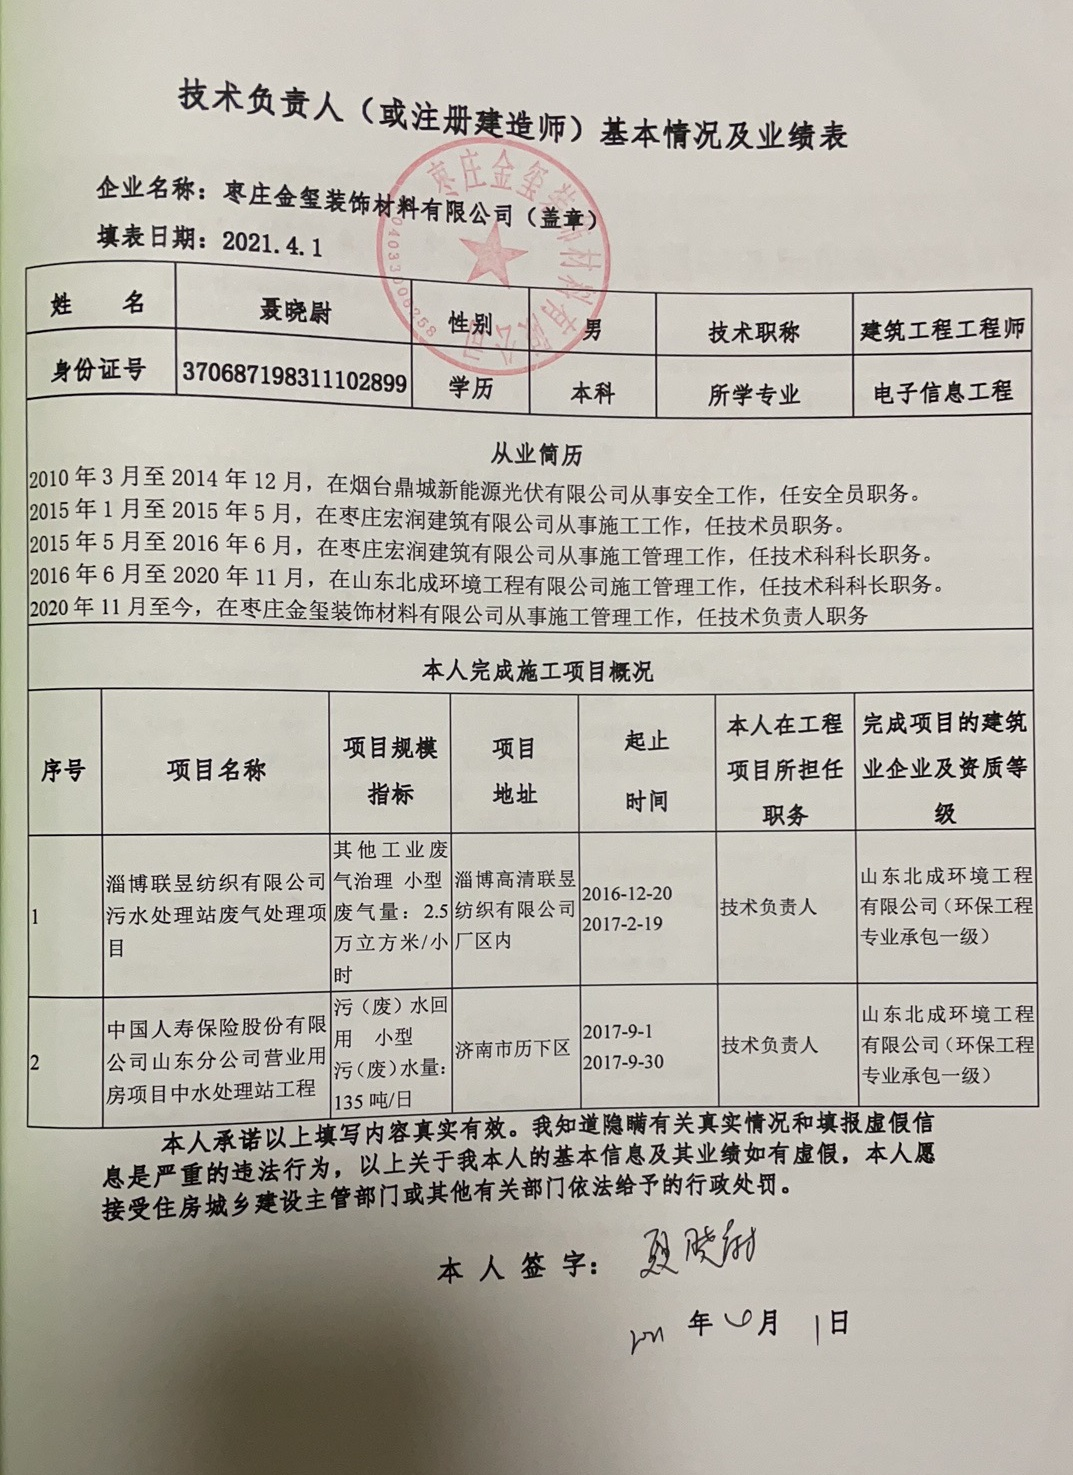 技术负责人（或注册建造师）基本情况及业绩表
企业名称：枣庄金玺装饰材料有限公司（盖章）
填表日期：2021.4.1
枣庄金玺装饰材料有限公司
姓 名 聂晓尉 性别 男 技术职称 建筑工程工程师
身份证号 370687198311102899 学历 本科 所学专业 电子信息工程
从业简历
2010年3月至2014年12月，在烟台鼎城新能源光伏有限公司从事安全工作，任安全员职务。
2015年1月至2015年5月，在枣庄宏润建筑有限公司从事施工工作，任技术员职务。
2015年5月至2016年6月，在枣庄宏润建筑有限公司从事施工管理工作，任技术科科长职务。
2016年6月至2020年11月，在山东北成环境工程有限公司施工管理工作，任技术科科长职务。
2020年11月至今，在枣庄金玺装饰材料有限公司从事施工管理工作，任技术负责人职务
本人完成施工项目概况
序号
项目名称
项目规模
指标
项目
地址
起止
时间
本人在工程
项目所担任
职务
完成项目的建筑
业企业及资质等
级
1
淄博联昱纺织有限公司
污水处理站废气处理项
目
其他工业废
气治理 小型
废气量：2.5
万立方米/小
时
淄博高清联昱
纺织有限公司
厂区内
2016-12-20
2017-2-19
技术负责人
山东北成环境工程
有限公司（环保工程
专业承包一级）
2
中国人寿保险股份有限
公司山东分公司营业用
房项目中水处理站工程
污（废）水回
用 小型
污（废）水量：
135吨/日
济南市历下区
2017-9-1
2017-9-30
技术负责人
山东北成环境工程
有限公司（环保工程
专业承包一级）
本人承诺以上填写内容真实有效。我知道隐瞒有关真实情况和填报虚假信
息是严重的违法行为，以上关于我本人的基本信息及其业绩如有虚假，本人愿
接受住房城乡建设主管部门或其他有关部门依法给予的行政处罚。
本人签字：聂晓尉
2021年4月1日